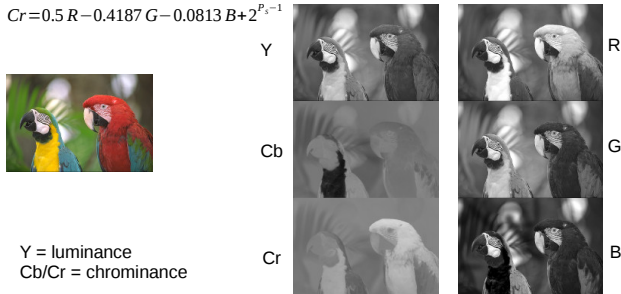 Cr=0.5 R−0.4187 G−0.0813 B+2^{P_s−1}
Y
R
Cb
G
Y = luminance
Cb/Cr = chrominance
Cr
B